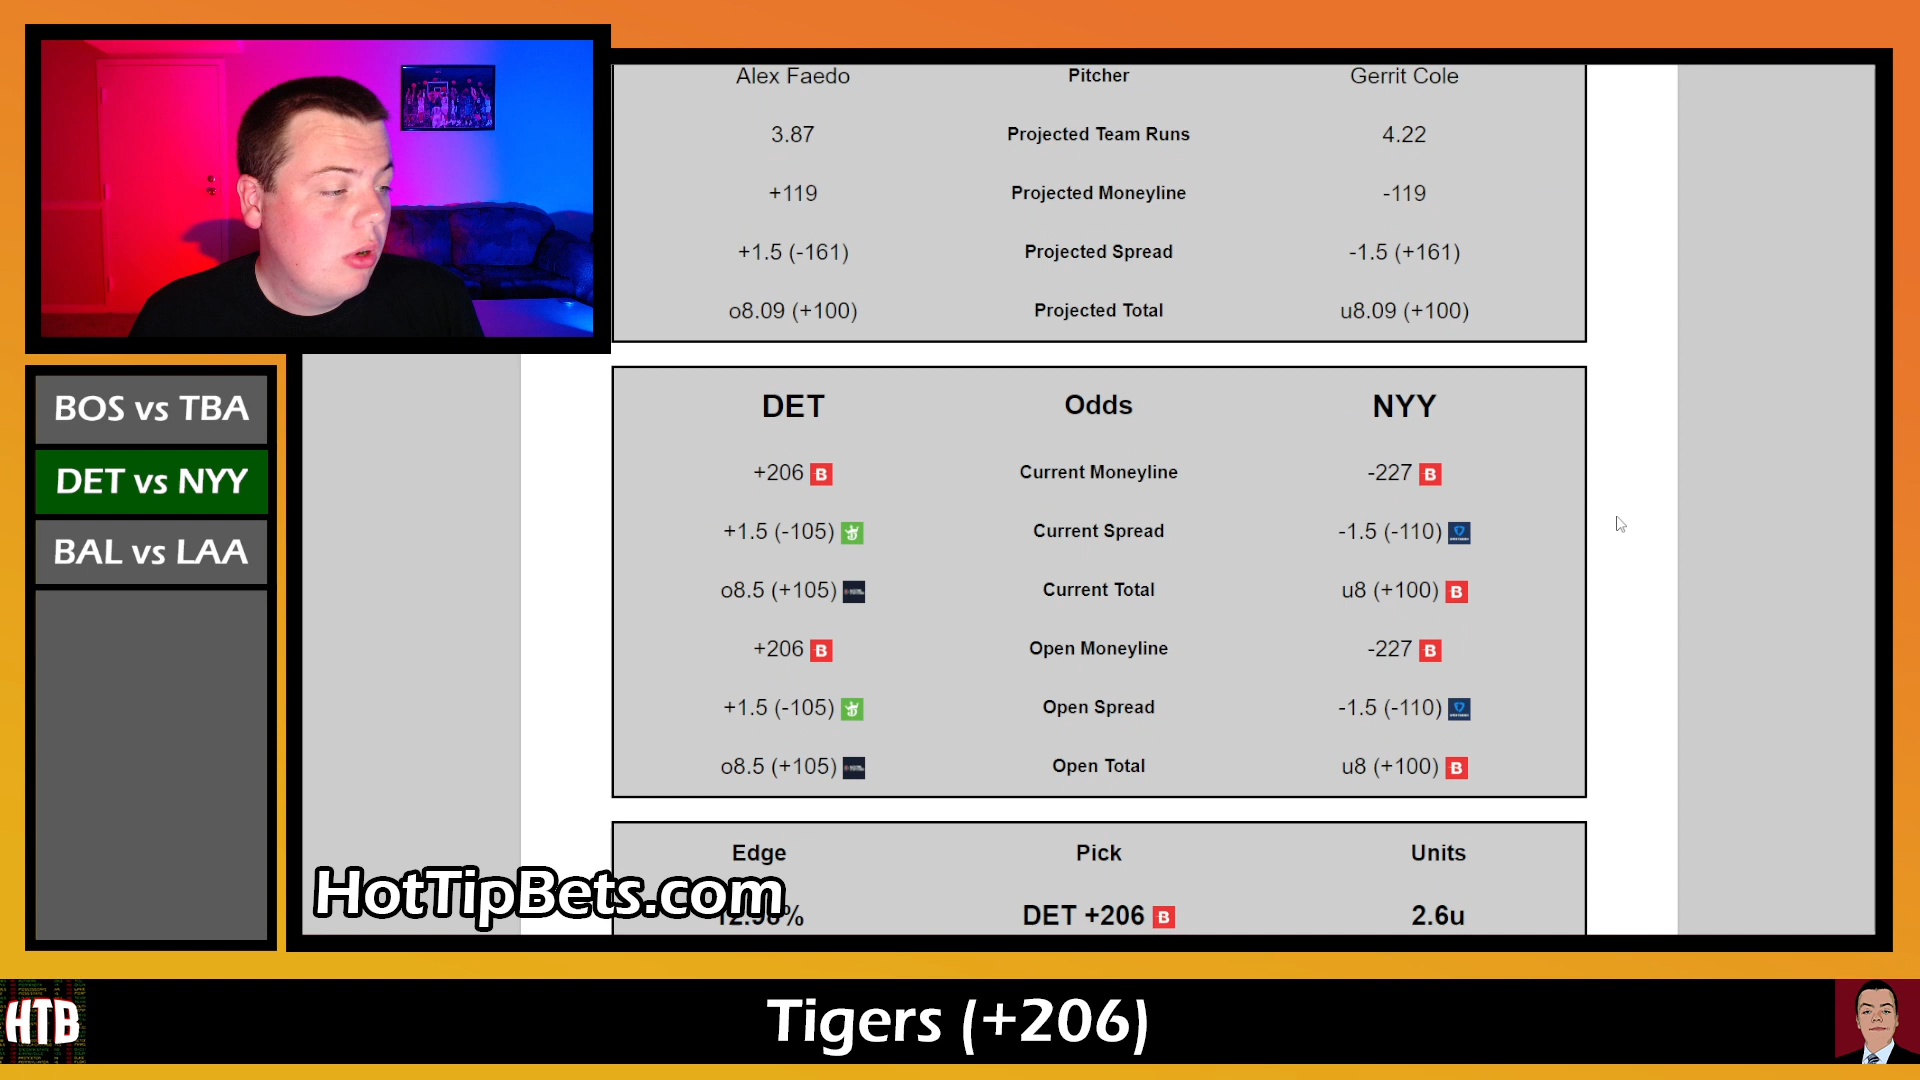 Alex Faedo Pitcher Gerrit Cole
3.87 Projected Team Runs 4.22
+119 Projected Moneyline -119
+1.5 (-161) Projected Spread -1.5 (+161)
o8.09 (+100) Projected Total u8.09 (+100)
BOS vs TBA
DET vs NYY
BAL vs LAA
DET Odds NYY
+206 B Current Moneyline -227 B
+1.5 (-105) Current Spread -1.5 (-110)
o8.5 (+105) Current Total u8 (+100) B
+206 B Open Moneyline -227 B
+1.5 (-105) Open Spread -1.5 (-110)
o8.5 (+105) Open Total u8 (+100) B
Edge Pick Units
DET +206 B 2.6u
HotTipBets.com
HTB
Tigers (+206)